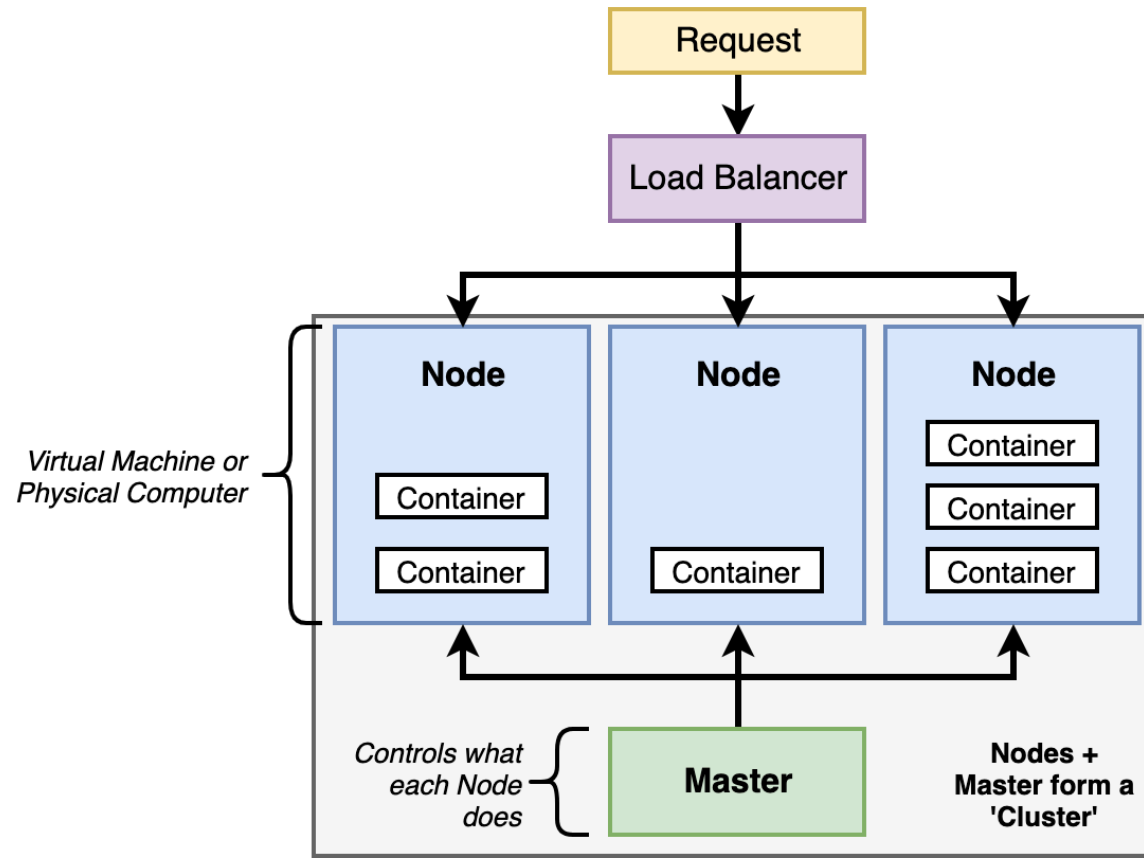 Request
Load Balancer
Node
Node
Node
Container
Virtual Machine or
Physical Computer
Container
Container
Container
Container
Container
Controls what
each Node
does
Master
Nodes +
Master form a
'Cluster'